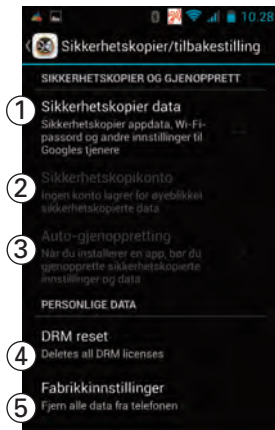 10.28
Sikkerhetskopier/tilbakestilling
SIKKERHETSKOPIER OG GJENOPPRETT
1 Sikkerhetskopier data
Sikkerhetskopier appdata, Wi-Fi-
passord og andre innstillinger til
Googles tjenere
2 Sikkerhetskopikonto
Ingen konto lagrer for øyeblikket
sikkerhetskopierte data
3 Auto-gjenoppretting
Når du installerer en app, bør du
gjenopprette sikkerhetskopierte
innstillinger og data
PERSONLIGE DATA
4 DRM reset
Deletes all DRM licenses
5 Fabrikkinnstillinger
Fjern alle data fra telefonen